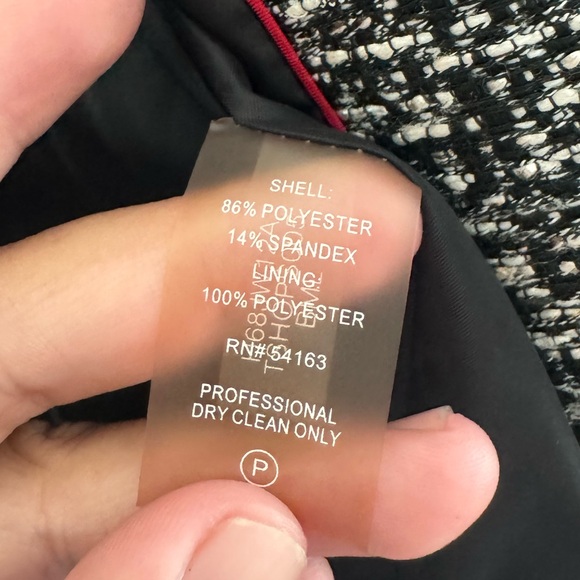 SHELL:
86% POLYESTER
14% SPANDEX
LINING:
100% POLYESTER
RN# 54163
PROFESSIONAL
DRY CLEAN ONLY
P